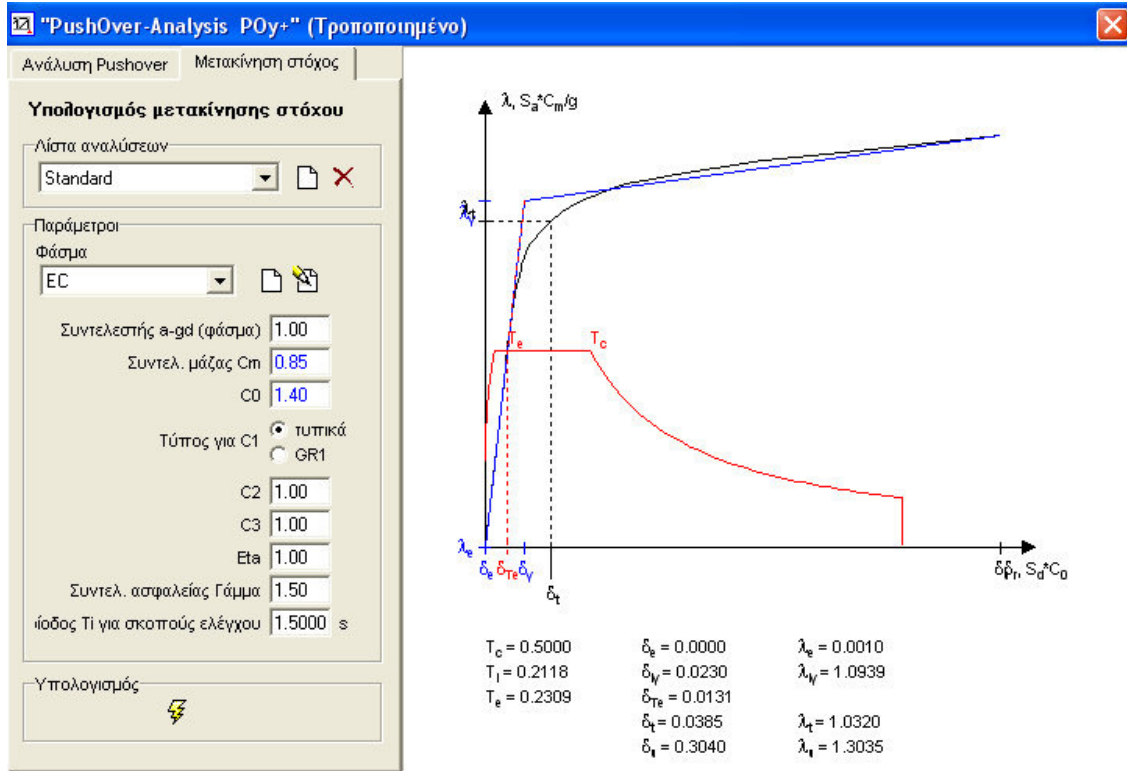 "PushOver-Analysis POy+" (Τροποποιημένο)
Ανάλυση Pushover
Μετακίνηση στόχος
Υπολογισμός μετακίνησης στόχου
Λίστα αναλύσεων
Standard
Παράμετροι
Φάσμα
EC
Συντελεστής a-gd (φάσμα) 1.00
Συντελ. μάζας Cm 0.85
C0 1.40
Τύπος για C1
τυπικά
GR1
C2 1.00
C3 1.00
Eta 1.00
Συντελ. ασφαλείας Γάμμα 1.50
ίοδος Ti για σκοπούς ελέγχου 1.5000 s
Υπολογισμός
λ, Sa*Cm/g
Te
Tc
λe
δe δTe δy
δt
Sd*C0
Tc = 0.5000 δe = 0.0000 λe = 0.0010
Ti = 0.2118 δy = 0.0230 λy = 1.0939
Te = 0.2309 δTe = 0.0131
δt = 0.0385 λt = 1.0320
= 0.3040 = 1.3035